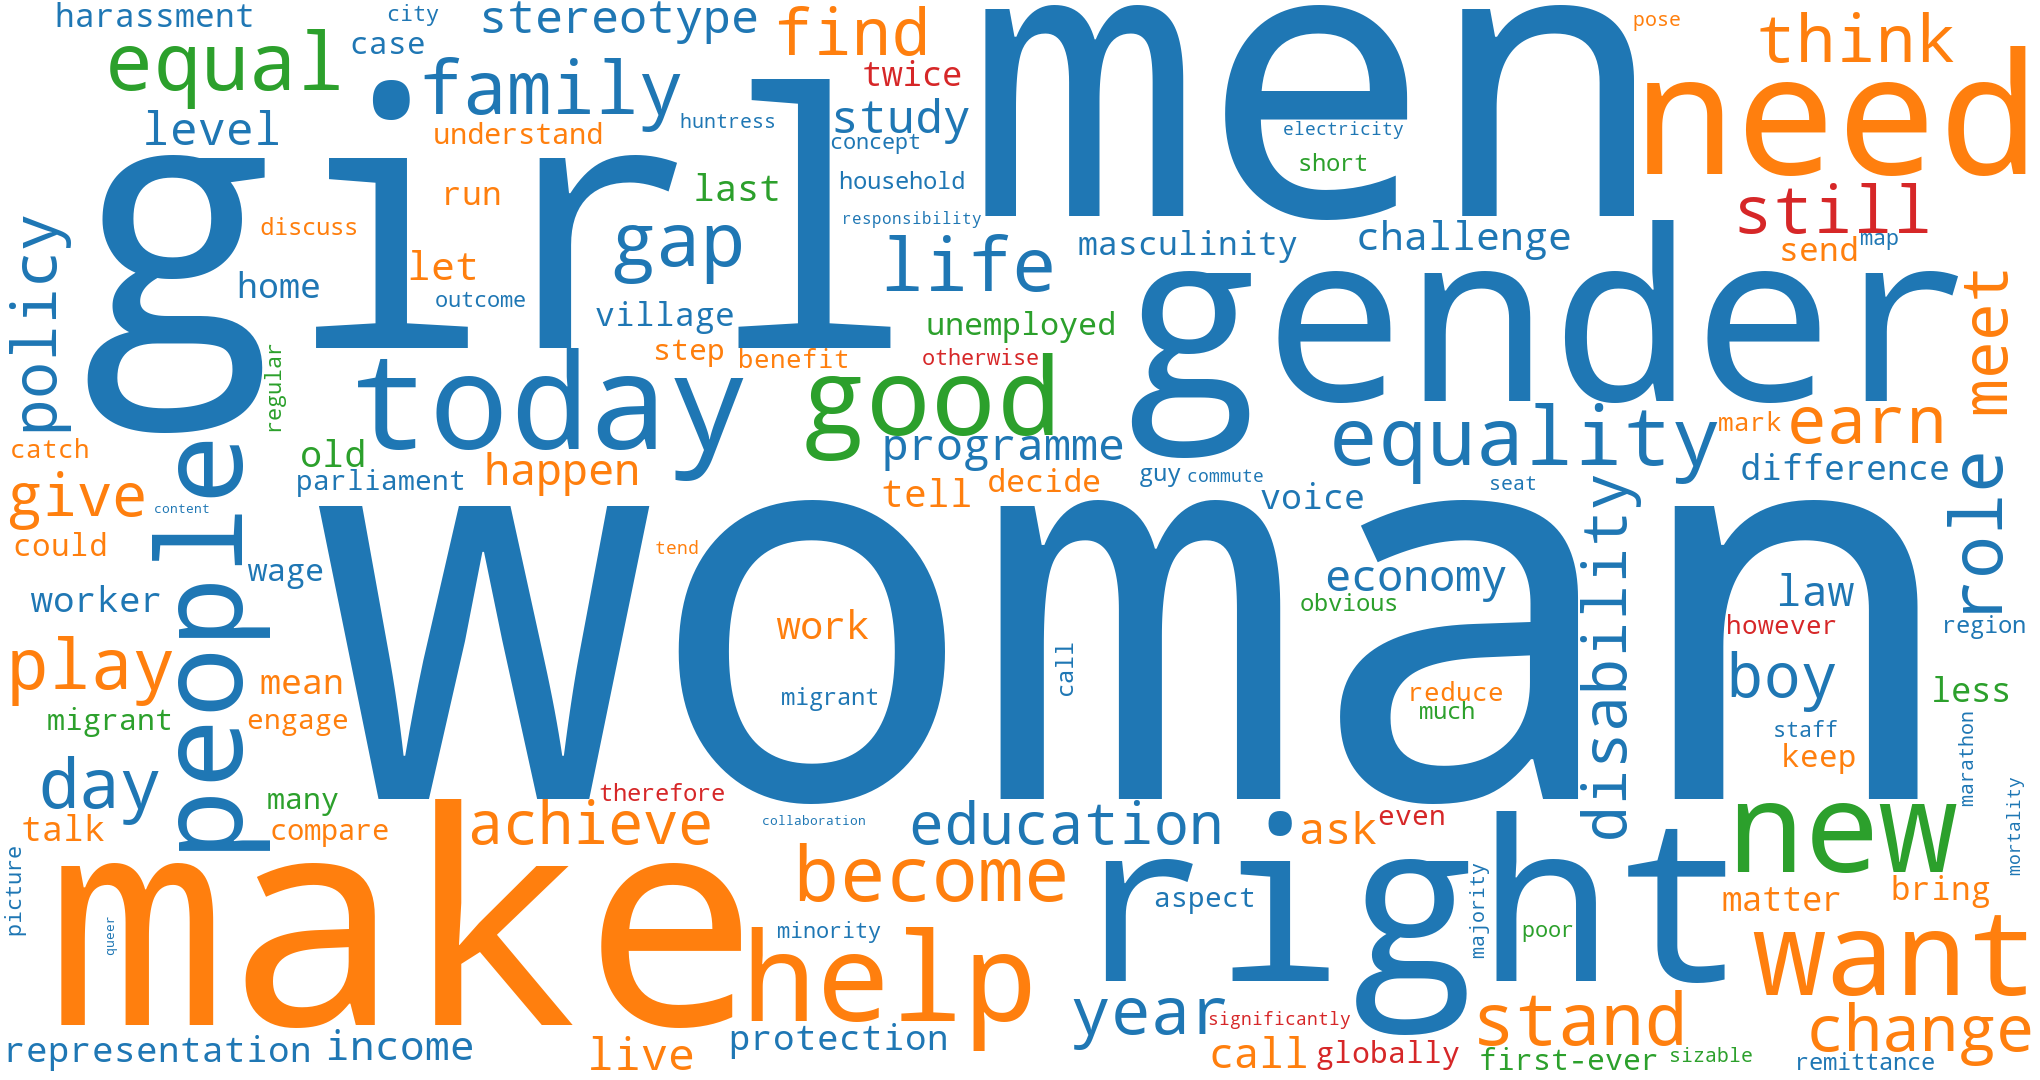 harassment
city
stereotype
find
men
pose
think
equal
case
family
twice
need
level
understand
huntress
study
concept
electricity
short
girl
run
last
household
still
discuss
responsibility
policy
gap
life
masculinity
challenge
send
map
let
home
outcome
village
unemployed
gender
meet
regular
step
benefit
otherwise
today
good
equality
mark
earn
catch
old
parliament
happen
programme
tell
decide
guy
commute
seat
difference
give
content
people
voice
role
could
wage
tend
woman
economy
disability
law
worker
work
obvious
however
region
play
mean
migrant
call
reduce
much
boy
less
migrant
engage
staff
keep
marathon
day
many
therefore
mortality
talk
compare
achieve
collaboration
education
ask
even
new
picture
make
become
right
aspect
majority
matter
bring
queer
help
minority
poor
want
year
significantly
stand
change
representation
income
live
protection
call
globally
first-ever
sizable
remittance